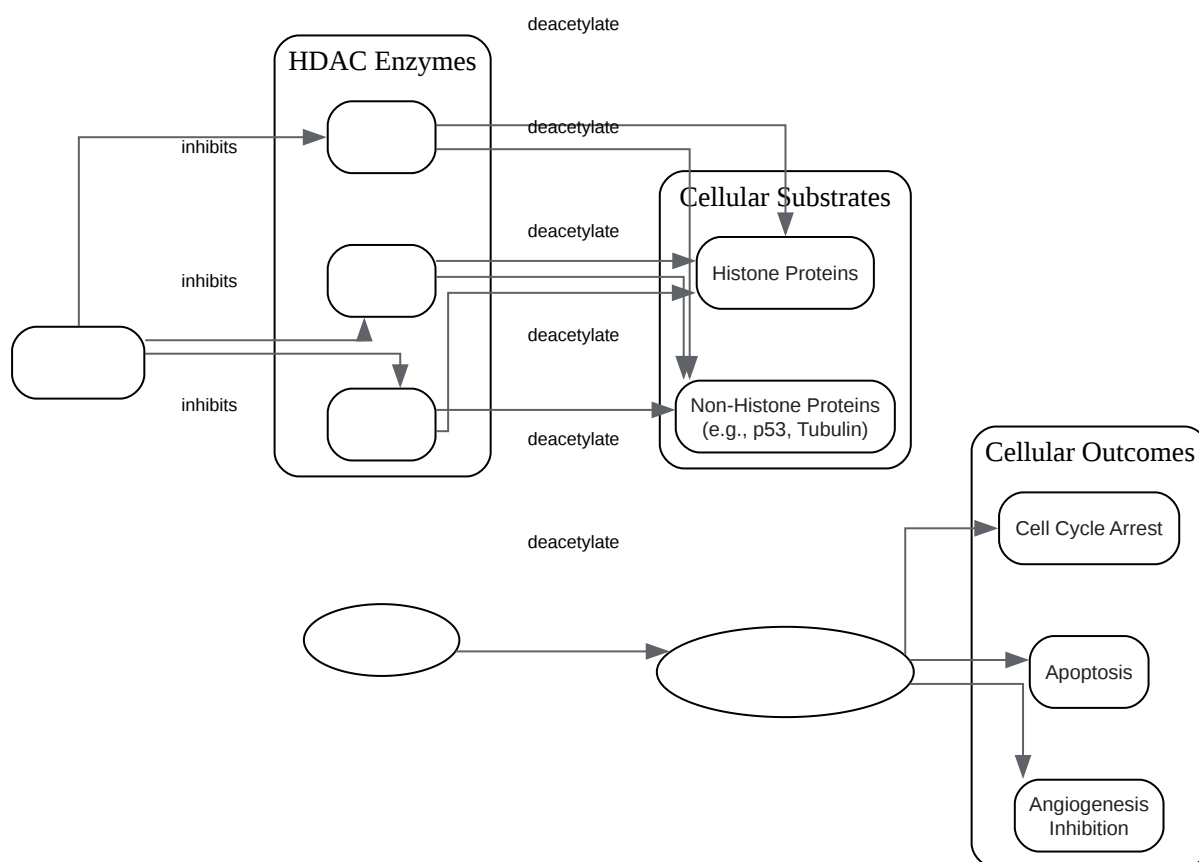 deacetylate
HDAC Enzymes
deacetylate
inhibits
Cellular Substrates
deacetylate
Histone Proteins
inhibits
deacetylate
inhibits
Non-Histone Proteins
(e.g., p53, Tubulin)
deacetylate
Cellular Outcomes
Cell Cycle Arrest
deacetylate
Apoptosis
Angiogenesis
Inhibition